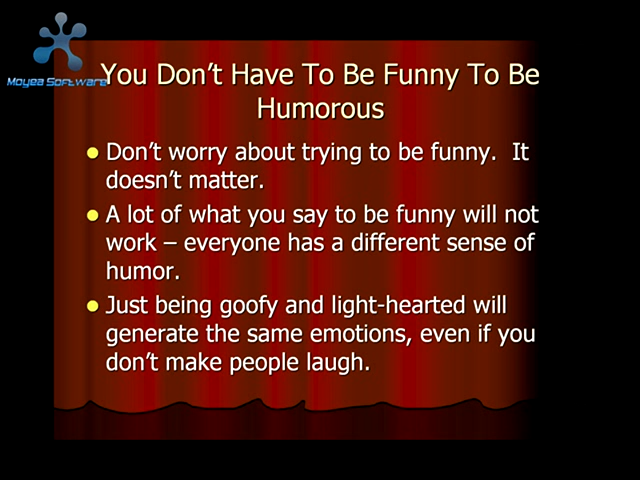 Moyea Software
You Don't Have To Be Funny To Be
Humorous
Don't worry about trying to be funny.  It
doesn't matter.
A lot of what you say to be funny will not
work – everyone has a different sense of
humor.
Just being goofy and light-hearted will
generate the same emotions, even if you
don't make people laugh.